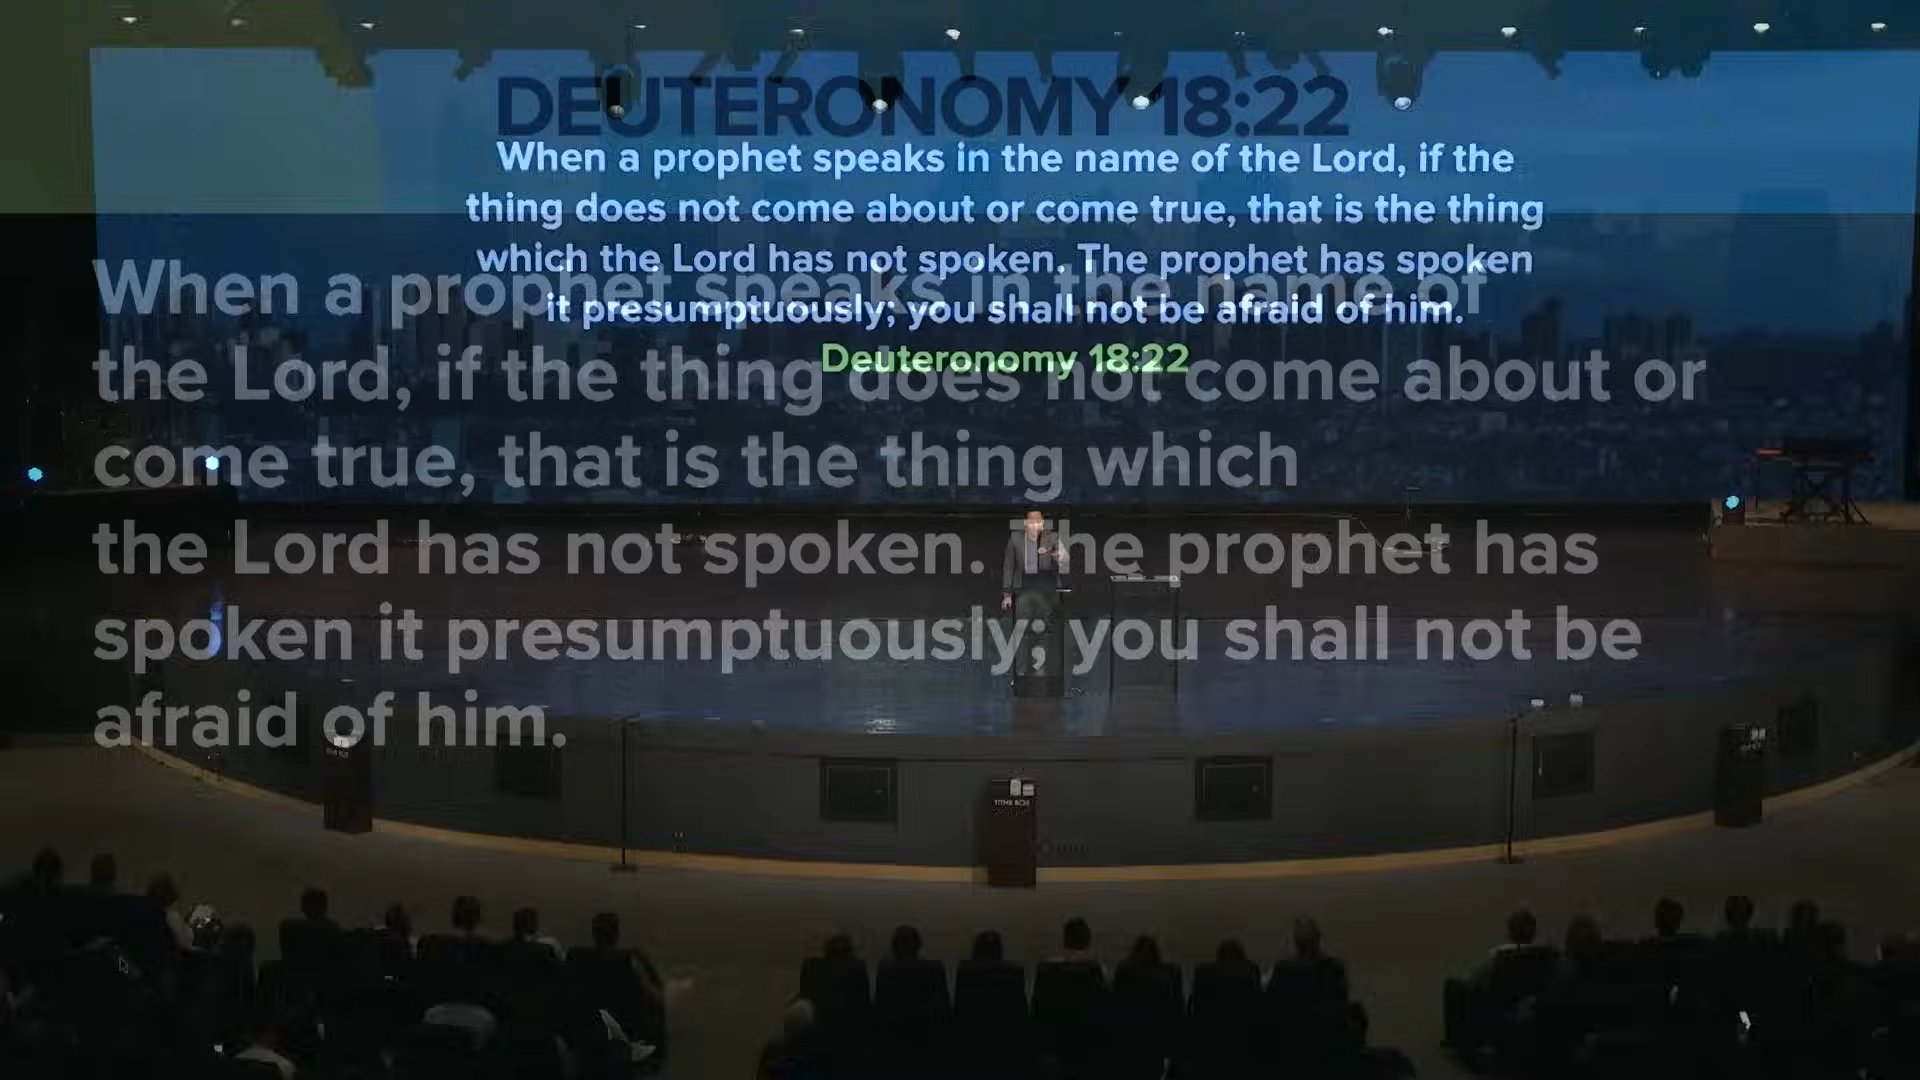 DEUTERONOMY 18:22
When a prophet speaks in the name of the Lord, if the
thing does not come about or come true, that is the thing
which the Lord has not spoken. The prophet has spoken
it presumptuously; you shall not be afraid of him.
Deuteronomy 18:22
When a prophet speaks in the name of
the Lord, if the thing does not come about or
come true, that is the thing which
the Lord has not spoken. The prophet has
spoken it presumptuously; you shall not be
afraid of him.
TITHE BOX